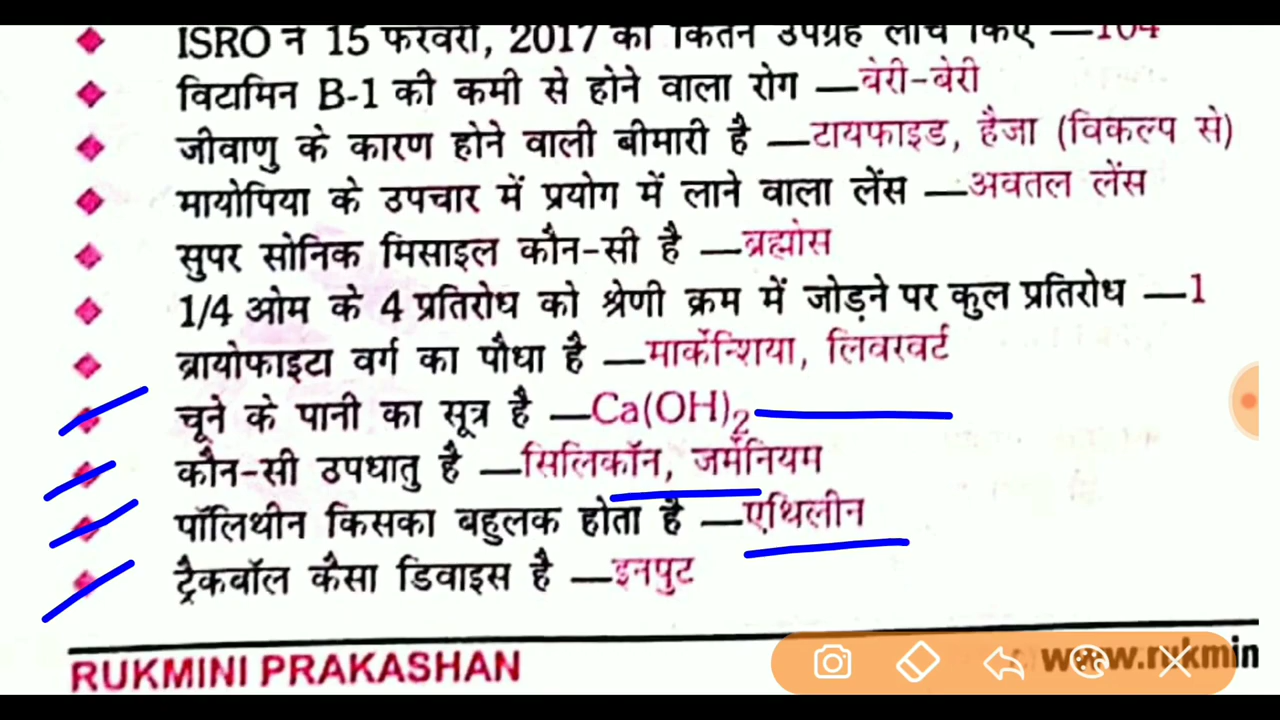 ISRO ने 15 फरवरी, 2017 को कितने उपग्रह लांच किए —104
विटामिन B-1 की कमी से होने वाला रोग —बेरी-बेरी
जीवाणु के कारण होने वाली बीमारी है —टायफाइड, हैजा (विकल्प से)
मायोपिया के उपचार में प्रयोग में लाने वाला लेंस —अवतल लेंस
सुपर सोनिक मिसाइल कौन-सी है —ब्रह्मोस
1/4 ओम के 4 प्रतिरोध को श्रेणी क्रम में जोड़ने पर कुल प्रतिरोध —1
ब्रायोफाइटा वर्ग का पौधा है —मार्केन्शिया, लिवरवर्ट
चूने के पानी का सूत्र है —Ca(OH)₂
कौन-सी उपधातु है —सिलिकॉन, जर्मेनियम
पॉलिथीन किसका बहुलक होता है —एथिलीन
ट्रैकबॉल कैसा डिवाइस है —इनपुट
RUKMINI PRAKASHAN www.rukmin